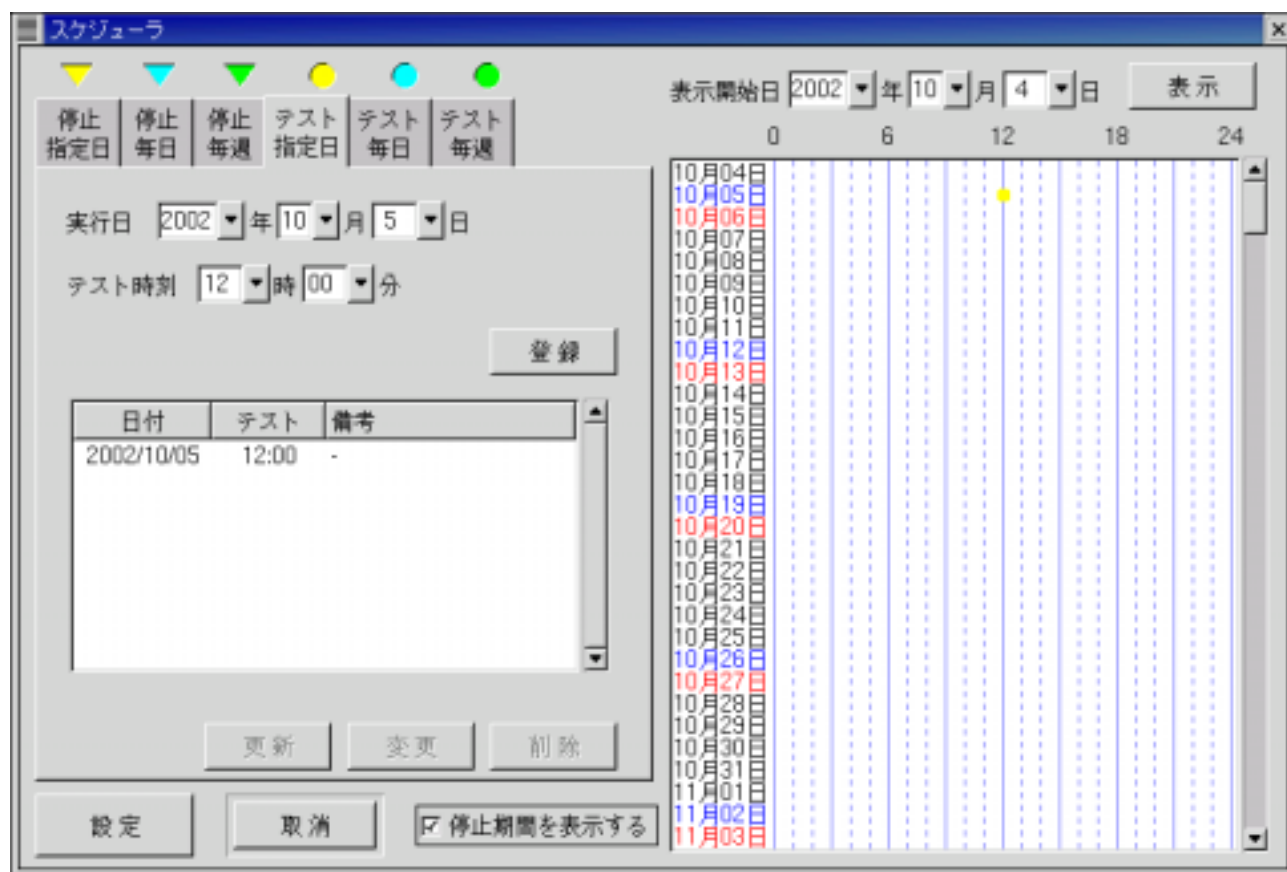 スケジューラ
停止 指定日
停止 毎日
停止 毎週
テスト 指定日
テスト 毎日
テスト 毎週
実行日 2002 年 10 月 5 日
テスト時刻 12 時 00 分
登録
日付 テスト 備考
2002/10/05 12:00 -
更新 変更 削除
設定 取消 停止期間を表示する
表示開始日 2002 年 10 月 4 日 表示
0 6 12 18 24
10月04日
10月05日
10月06日
10月07日
10月08日
10月09日
10月10日
10月11日
10月12日
10月13日
10月14日
10月15日
10月16日
10月17日
10月18日
10月19日
10月20日
10月21日
10月22日
10月23日
10月24日
10月25日
10月26日
10月27日
10月28日
10月29日
10月30日
10月31日
11月01日
11月02日
11月03日